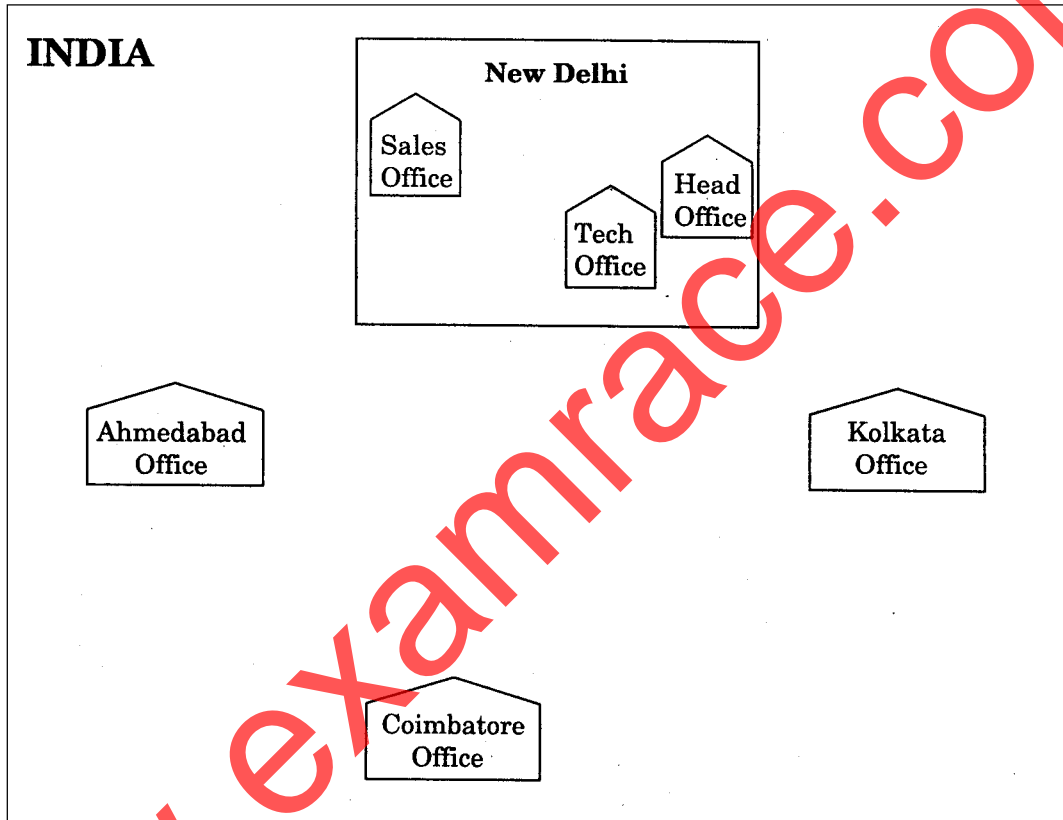 INDIA
New Delhi
Sales
Office
Head
Office
Tech
Office
Ahmedabad
Office
Kolkata
Office
Coimbatore
Office
examrace.co